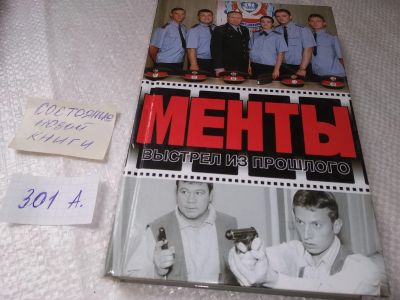 МЕНТЫ
ВЫСТРЕЛ ИЗ ПРОШЛОГО
СОСТОЯНИЕ
НОВОЙ
КНИГИ
301 А.